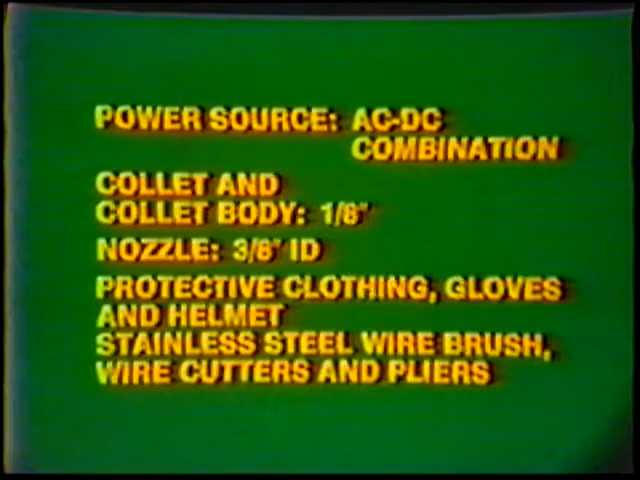 POWER SOURCE: AC-DC
COMBINATION
COLLET AND
COLLET BODY: 1/8"
NOZZLE: 3/8" ID
PROTECTIVE CLOTHING, GLOVES
AND HELMET
STAINLESS STEEL WIRE BRUSH,
WIRE CUTTERS AND PLIERS